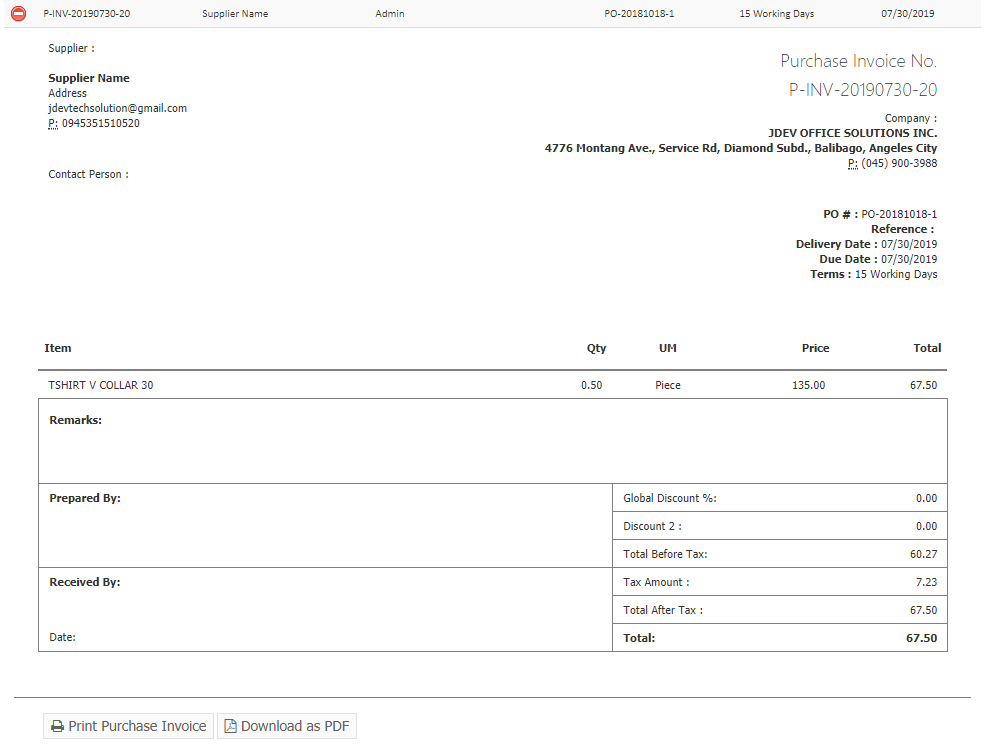 P-INV-20190730-20 Supplier Name Admin PO-20181018-1 15 Working Days 07/30/2019
Supplier :
Supplier Name
Address
jdevtechsolution@gmail.com
P: 0945351510520
Contact Person :
Purchase Invoice No.
P-INV-20190730-20
Company :
JDEV OFFICE SOLUTIONS INC.
4776 Montang Ave., Service Rd, Diamond Subd., Balibago, Angeles City
P: (045) 900-3988
PO # : PO-20181018-1
Reference :
Delivery Date : 07/30/2019
Due Date : 07/30/2019
Terms : 15 Working Days
Item Qty UM Price Total
TSHIRT V COLLAR 30 0.50 Piece 135.00 67.50
Remarks:
Prepared By:
Global Discount %: 0.00
Discount 2 : 0.00
Total Before Tax: 60.27
Received By:
Tax Amount : 7.23
Total After Tax : 67.50
Date:
Total: 67.50
Print Purchase Invoice Download as PDF